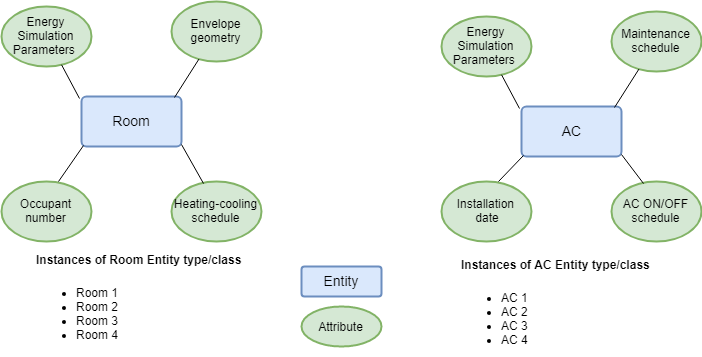 Energy
Simulation
Parameters
Envelope
geometry
Room
Occupant
number
Heating-cooling
schedule
Instances of Room Entity type/class
• Room 1
• Room 2
• Room 3
• Room 4
Energy
Simulation
Parameters
Maintenance
schedule
AC
Installation
date
AC ON/OFF
schedule
Instances of AC Entity type/class
• AC 1
• AC 2
• AC 3
• AC 4
Entity
Attribute